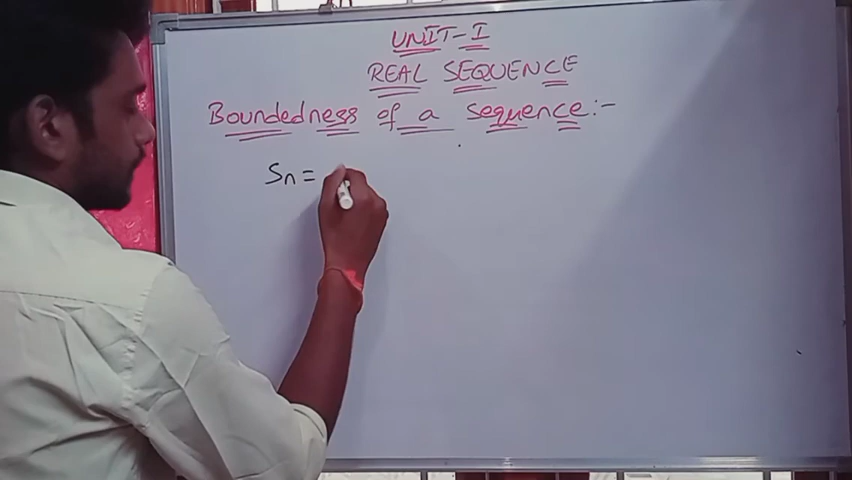 UNIT-I
REAL SEQUENCE
Boundedness of a sequence:-
Sn =